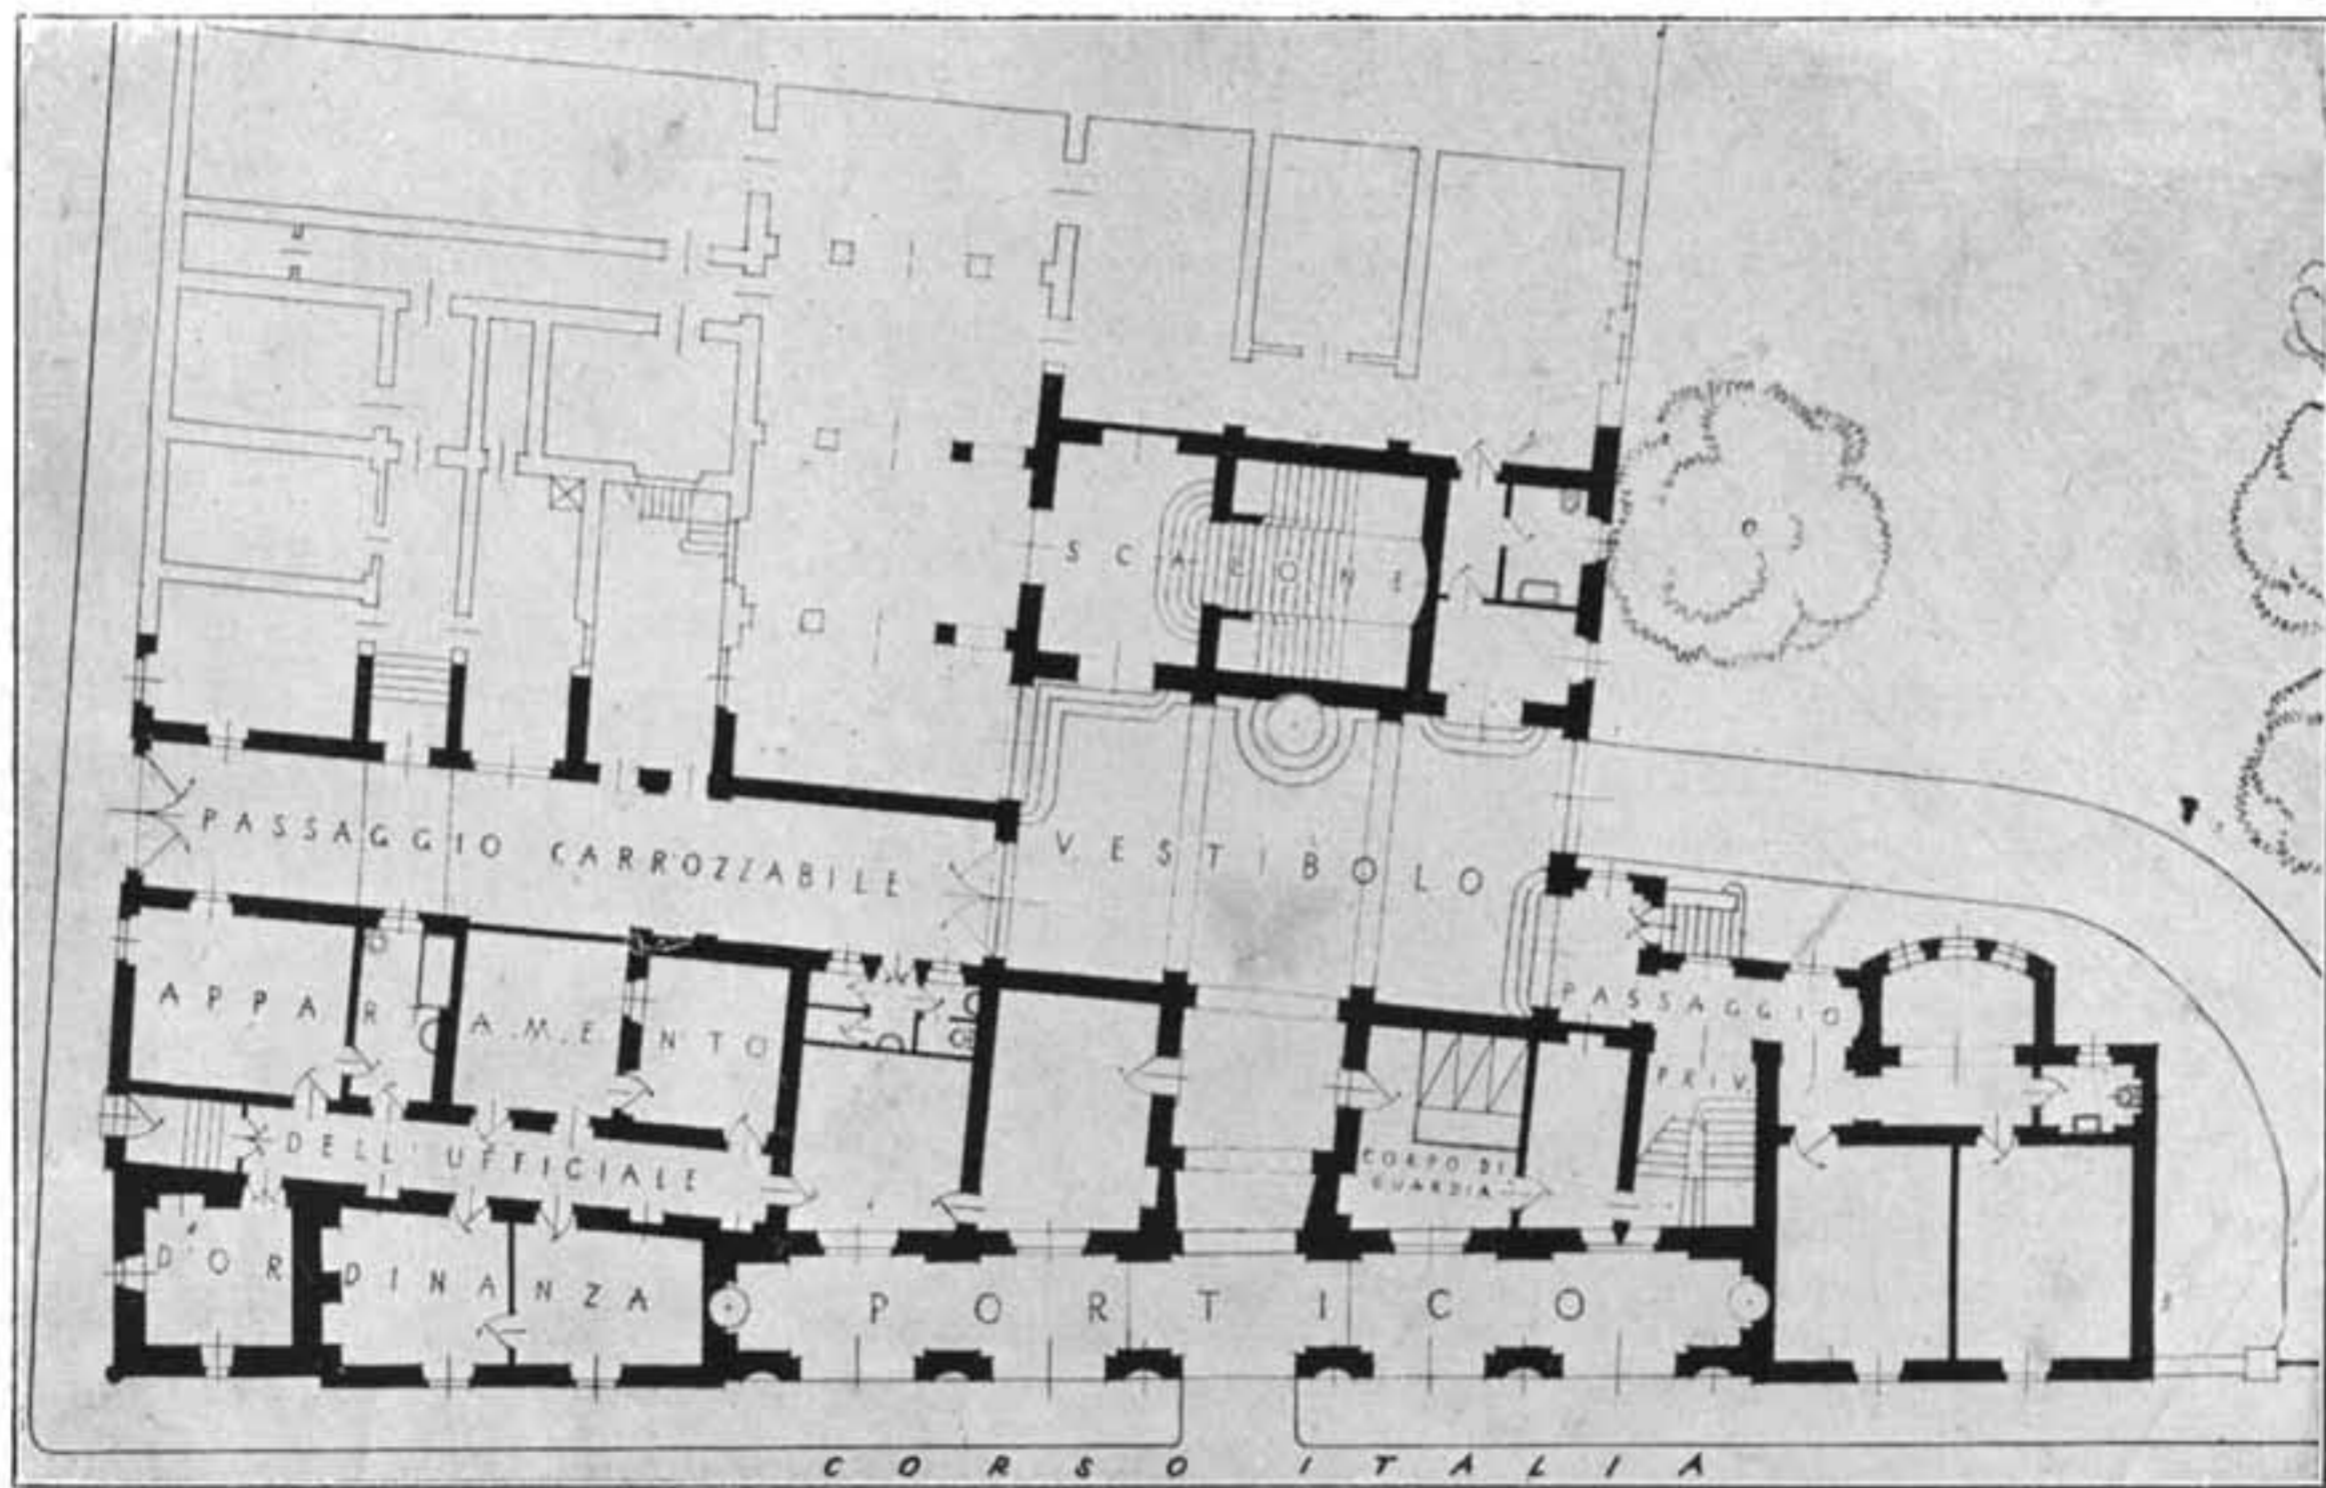 SCALONE
PASSAGGIO CARROZZABILE
VESTIBOLO
APPARTAMENTO
PASSAGGIO
PRIV.
DELL'UFFICIALE
CORPO DI
GUARDIA
D'ORDINANZA
PORTICO
CORSO ITALIA